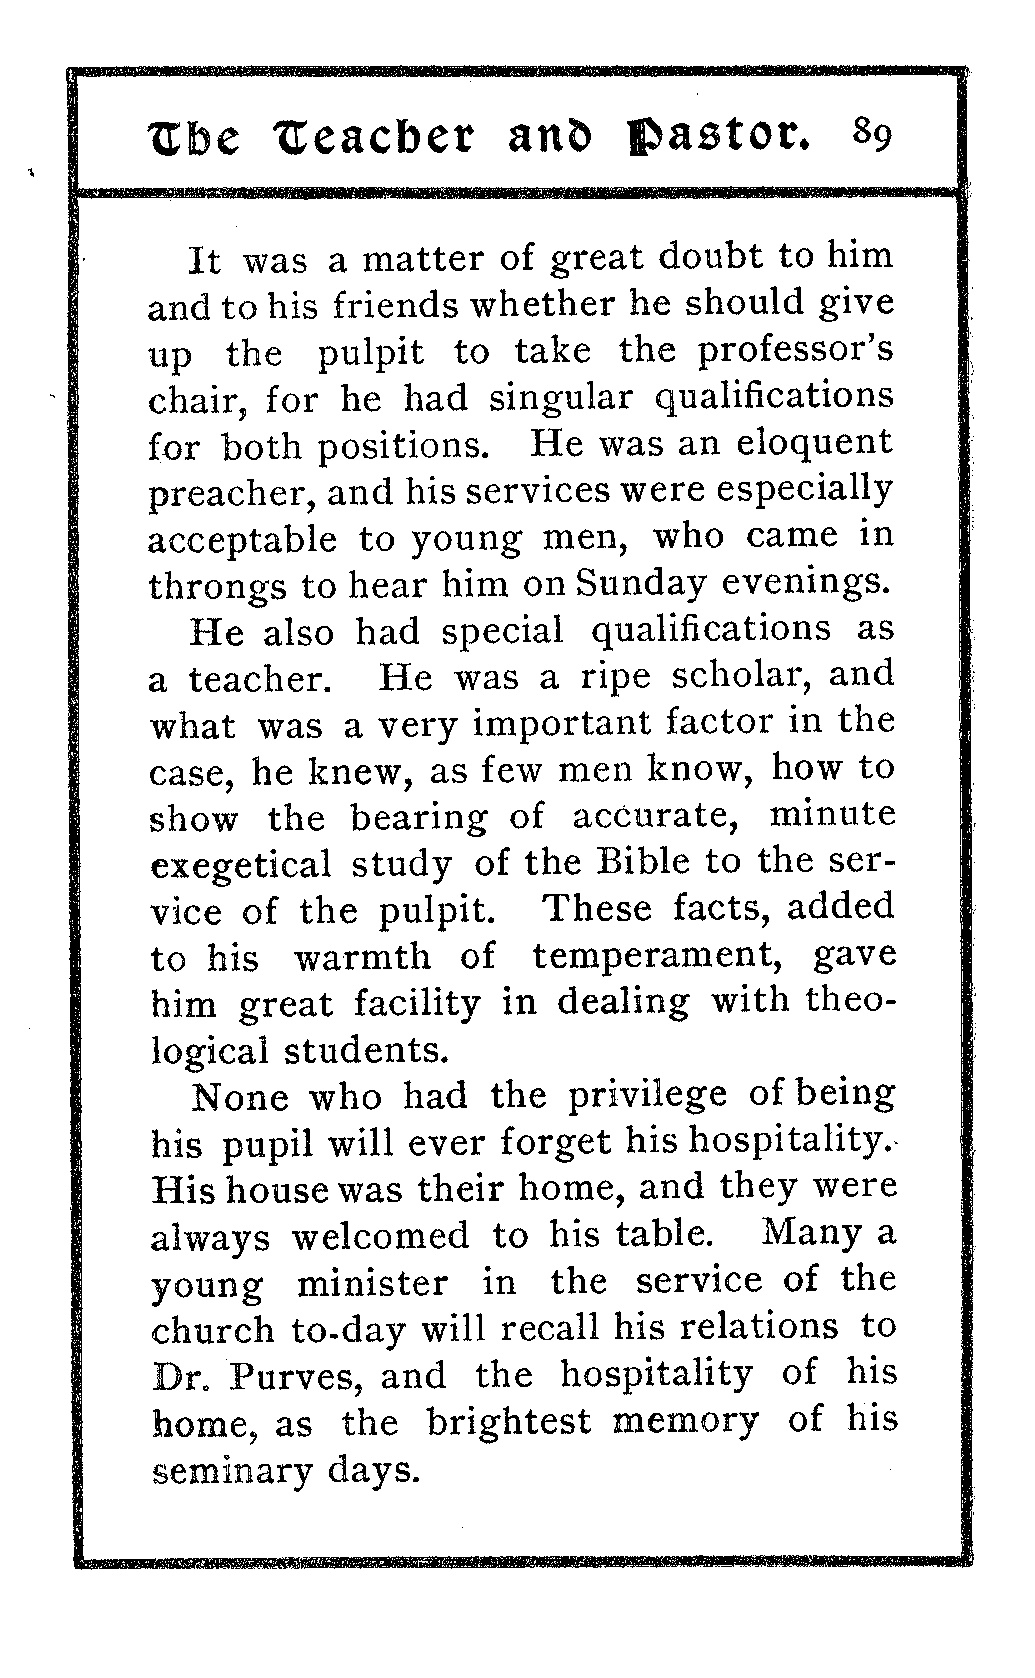 The Teacher and Pastor. 89
It was a matter of great doubt to him
and to his friends whether he should give
up the pulpit to take the professor's
chair, for he had singular qualifications
for both positions. He was an eloquent
preacher, and his services were especially
acceptable to young men, who came in
throngs to hear him on Sunday evenings.
He also had special qualifications as
a teacher. He was a ripe scholar, and
what was a very important factor in the
case, he knew, as few men know, how to
show the bearing of accurate, minute
exegetical study of the Bible to the ser-
vice of the pulpit. These facts, added
to his warmth of temperament, gave
him great facility in dealing with theo-
logical students.
None who had the privilege of being
his pupil will ever forget his hospitality.
His house was their home, and they were
always welcomed to his table. Many a
young minister in the service of the
church to-day will recall his relations to
Dr. Purves, and the hospitality of his
home, as the brightest memory of his
seminary days.